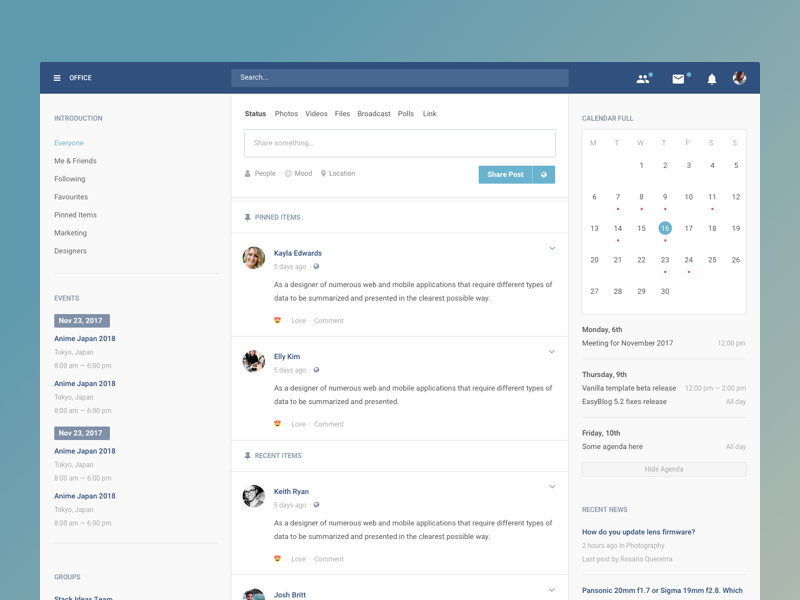 OFFICE
Search...
INTRODUCTION
Everyone
Me & Friends
Following
Favourites
Pinned Items
Marketing
Designers
EVENTS
Nov 23, 2017
Anime Japan 2018
Tokyo, Japan
8:00 am — 6:00 pm
Anime Japan 2018
Tokyo, Japan
8:00 am — 6:00 pm
Nov 23, 2017
Anime Japan 2018
Tokyo, Japan
8:00 am — 6:00 pm
Anime Japan 2018
Tokyo, Japan
8:00 am — 6:00 pm
GROUPS
Stack Ideas Team
Status Photos Videos Files Broadcast Polls Link
Share something..
People Mood Location
Share Post
PINNED ITEMS
Kayla Edwards
5 days ago ·
As a designer of numerous web and mobile applications that require different types of
data to be summarized and presented in the clearest possible way.
· Love · Comment
Elly Kim
5 days ago ·
As a designer of numerous web and mobile applications that require different types of
data to be summarized and presented.
· Love · Comment
RECENT ITEMS
Keith Ryan
5 days ago ·
As a designer of numerous web and mobile applications that require different types of
data to be summarized and presented in the clearest possible way.
· Love · Comment
Josh Britt
CALENDAR FULL
M T W T F S S
1 2 3 4 5
6 7 8 9 10 11 12
13 14 15 16 17 18 19
20 21 22 23 24 25 26
27 28 29 30
Monday, 6th
Meeting for November 2017 12:00 pm
Thursday, 9th
Vanilla template beta release 12:00 pm — 2:00 pm
EasyBlog 5.2 fixes release All day
Friday, 10th
Some agenda here All day
Hide Agenda
RECENT NEWS
How do you update lens firmware?
2 hours ago in Photography
Last post by Rosario Quereirra
Pansonic 20mm f1.7 or Sigma 19mm f2.8. Which